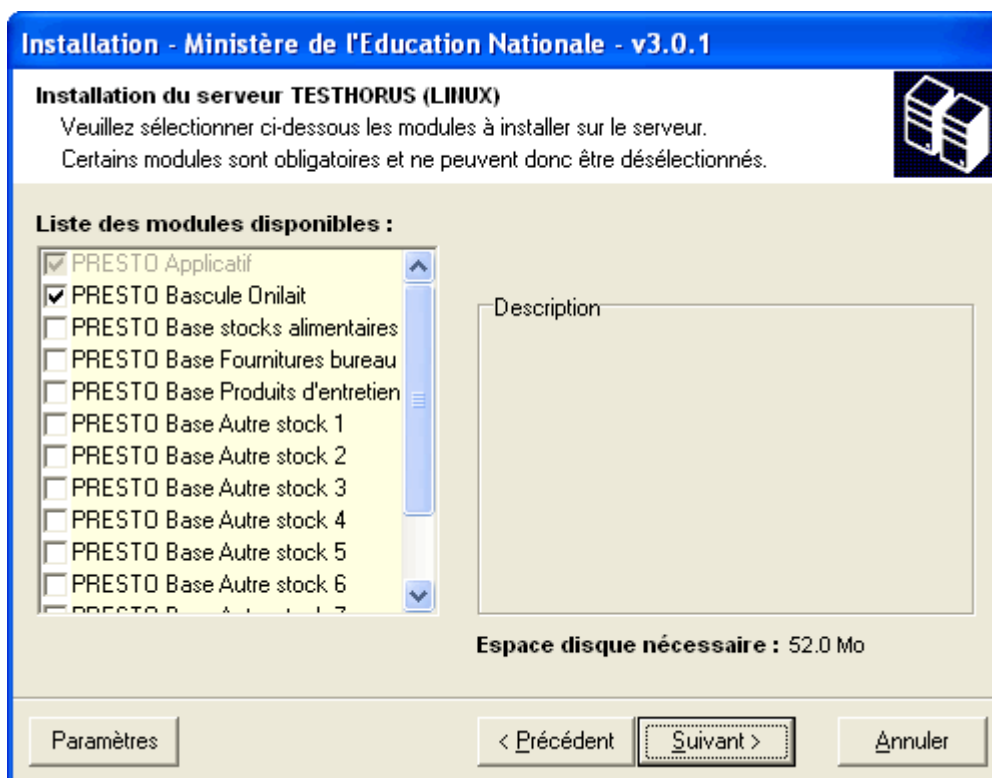 Installation - Ministère de l'Education Nationale - v3.0.1
Installation du serveur TESTHORUS (LINUX)
Veuillez sélectionner ci-dessous les modules à installer sur le serveur.
Certains modules sont obligatoires et ne peuvent donc être désélectionnés.
Liste des modules disponibles :
PRESTO Applicatif
PRESTO Bascule Onilait
PRESTO Base stocks alimentaires
PRESTO Base Fournitures bureau
PRESTO Base Produits d'entretien
PRESTO Base Autre stock 1
PRESTO Base Autre stock 2
PRESTO Base Autre stock 3
PRESTO Base Autre stock 4
PRESTO Base Autre stock 5
PRESTO Base Autre stock 6
Description
Espace disque nécessaire : 52.0 Mo
Paramètres
< Précédent
Suivant >
Annuler